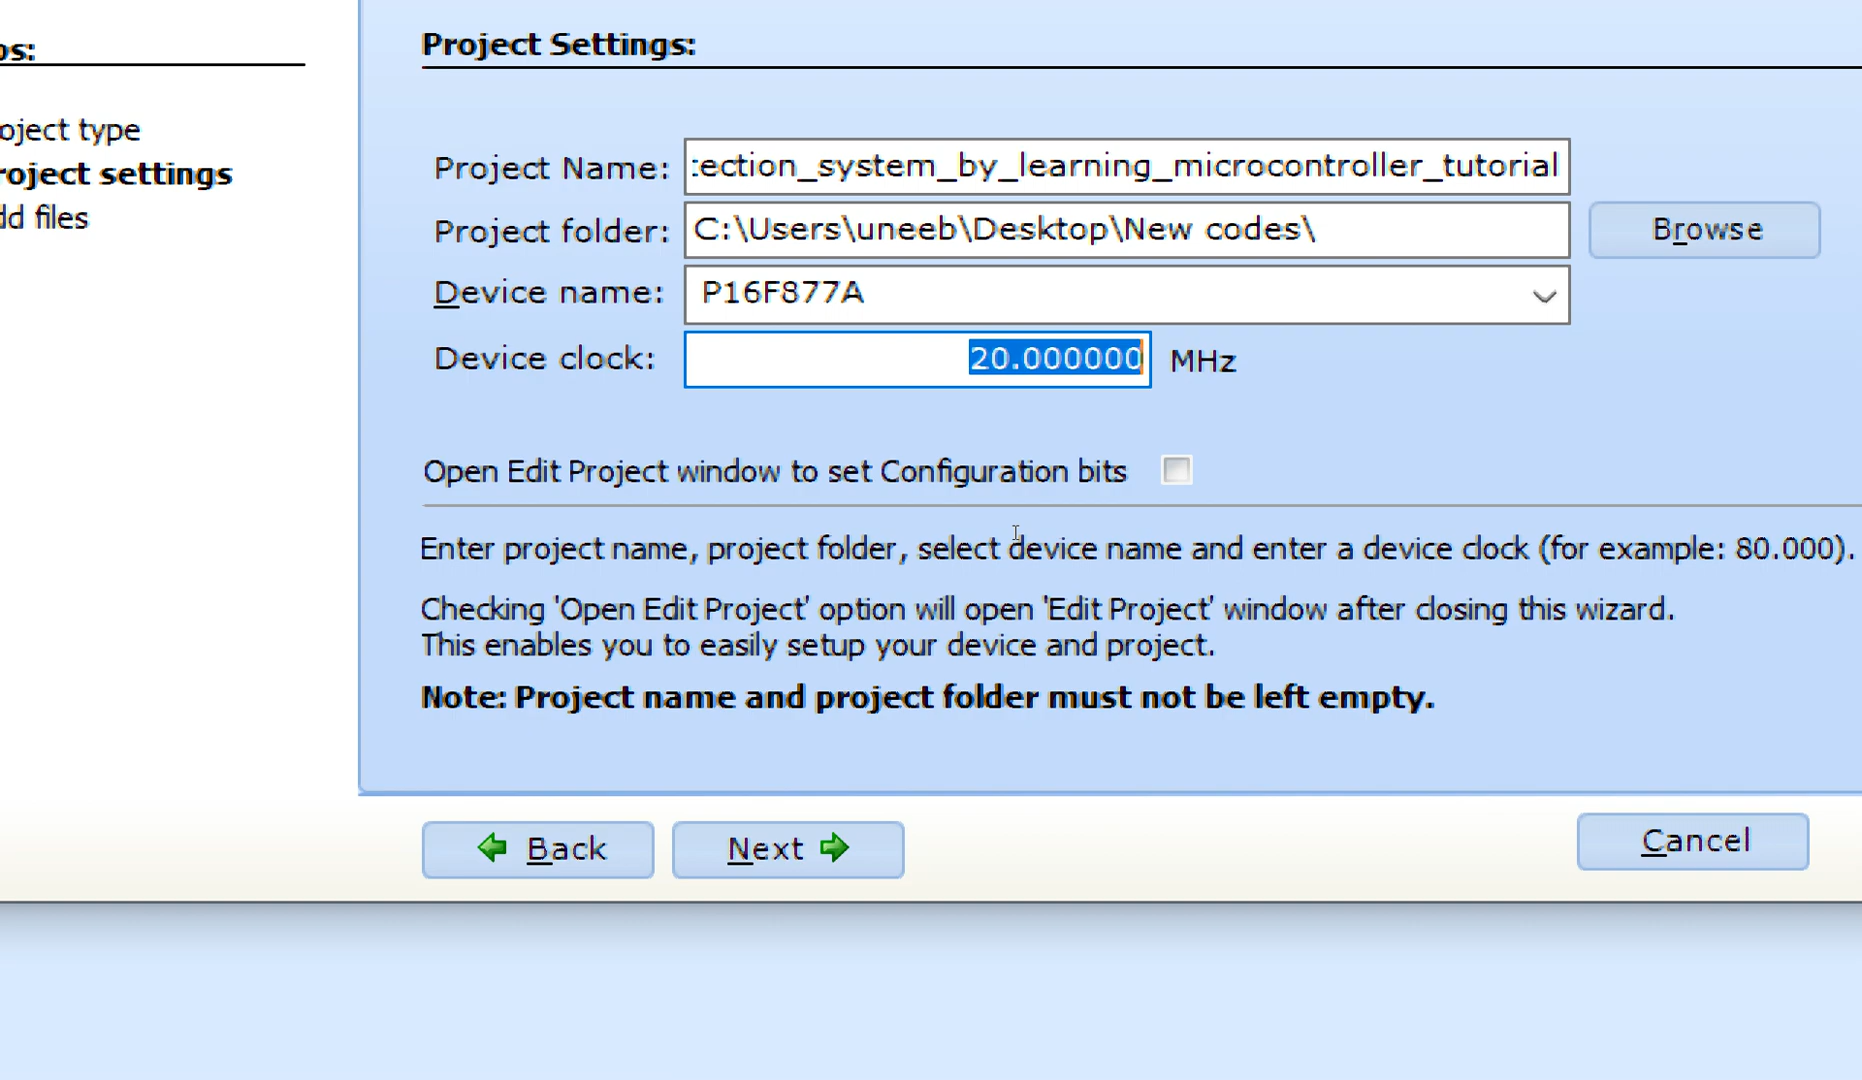 os:
oject type
roject settings
dd files
Project Settings:
Project Name: tection_system_by_learning_microcontroller_tutorial
Project folder: C:\Users\uneeb\Desktop\New codes\ Browse
Device name: P16F877A
Device clock: 20.000000 MHz
Open Edit Project window to set Configuration bits
Enter project name, project folder, select device name and enter a device clock (for example: 80.000).
Checking 'Open Edit Project' option will open 'Edit Project' window after closing this wizard.
This enables you to easily setup your device and project.
Note: Project name and project folder must not be left empty.
Back Next Cancel